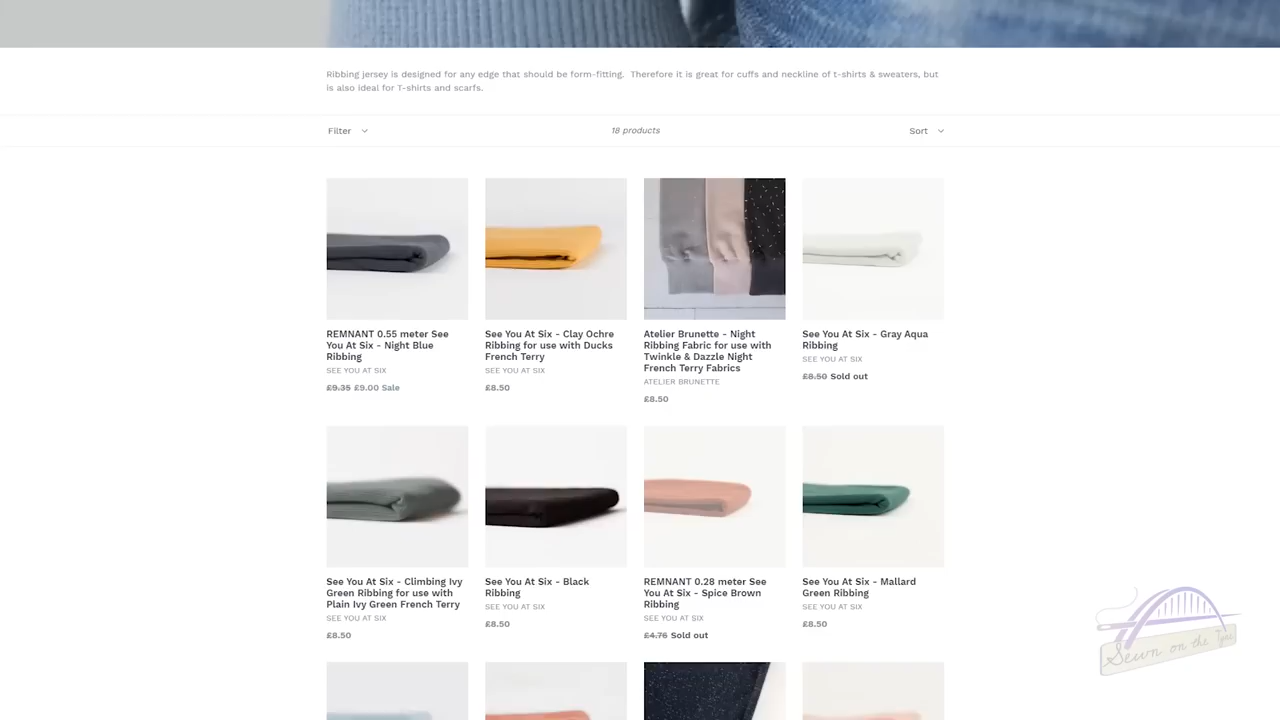 Ribbing jersey is designed for any edge that should be form-fitting.  Therefore it is great for cuffs and neckline of t-shirts & sweaters, but
is also ideal for T-shirts and scarfs.
Filter
18 products
Sort
REMNANT 0.55 meter See
You At Six - Night Blue
Ribbing
SEE YOU AT SIX
£9.35 £9.00 Sale
See You At Six - Clay Ochre
Ribbing for use with Ducks
French Terry
SEE YOU AT SIX
£8.50
Atelier Brunette - Night
Ribbing Fabric for use with
Twinkle & Dazzle Night
French Terry Fabrics
ATELIER BRUNETTE
£8.50
See You At Six - Gray Aqua
Ribbing
SEE YOU AT SIX
£8.50 Sold out
See You At Six - Climbing Ivy
Green Ribbing for use with
Plain Ivy Green French Terry
SEE YOU AT SIX
£8.50
See You At Six - Black
Ribbing
SEE YOU AT SIX
£8.50
REMNANT 0.28 meter See
You At Six - Spice Brown
Ribbing
SEE YOU AT SIX
£4.76 Sold out
See You At Six - Mallard
Green Ribbing
SEE YOU AT SIX
£8.50
Sewn on the Tyne